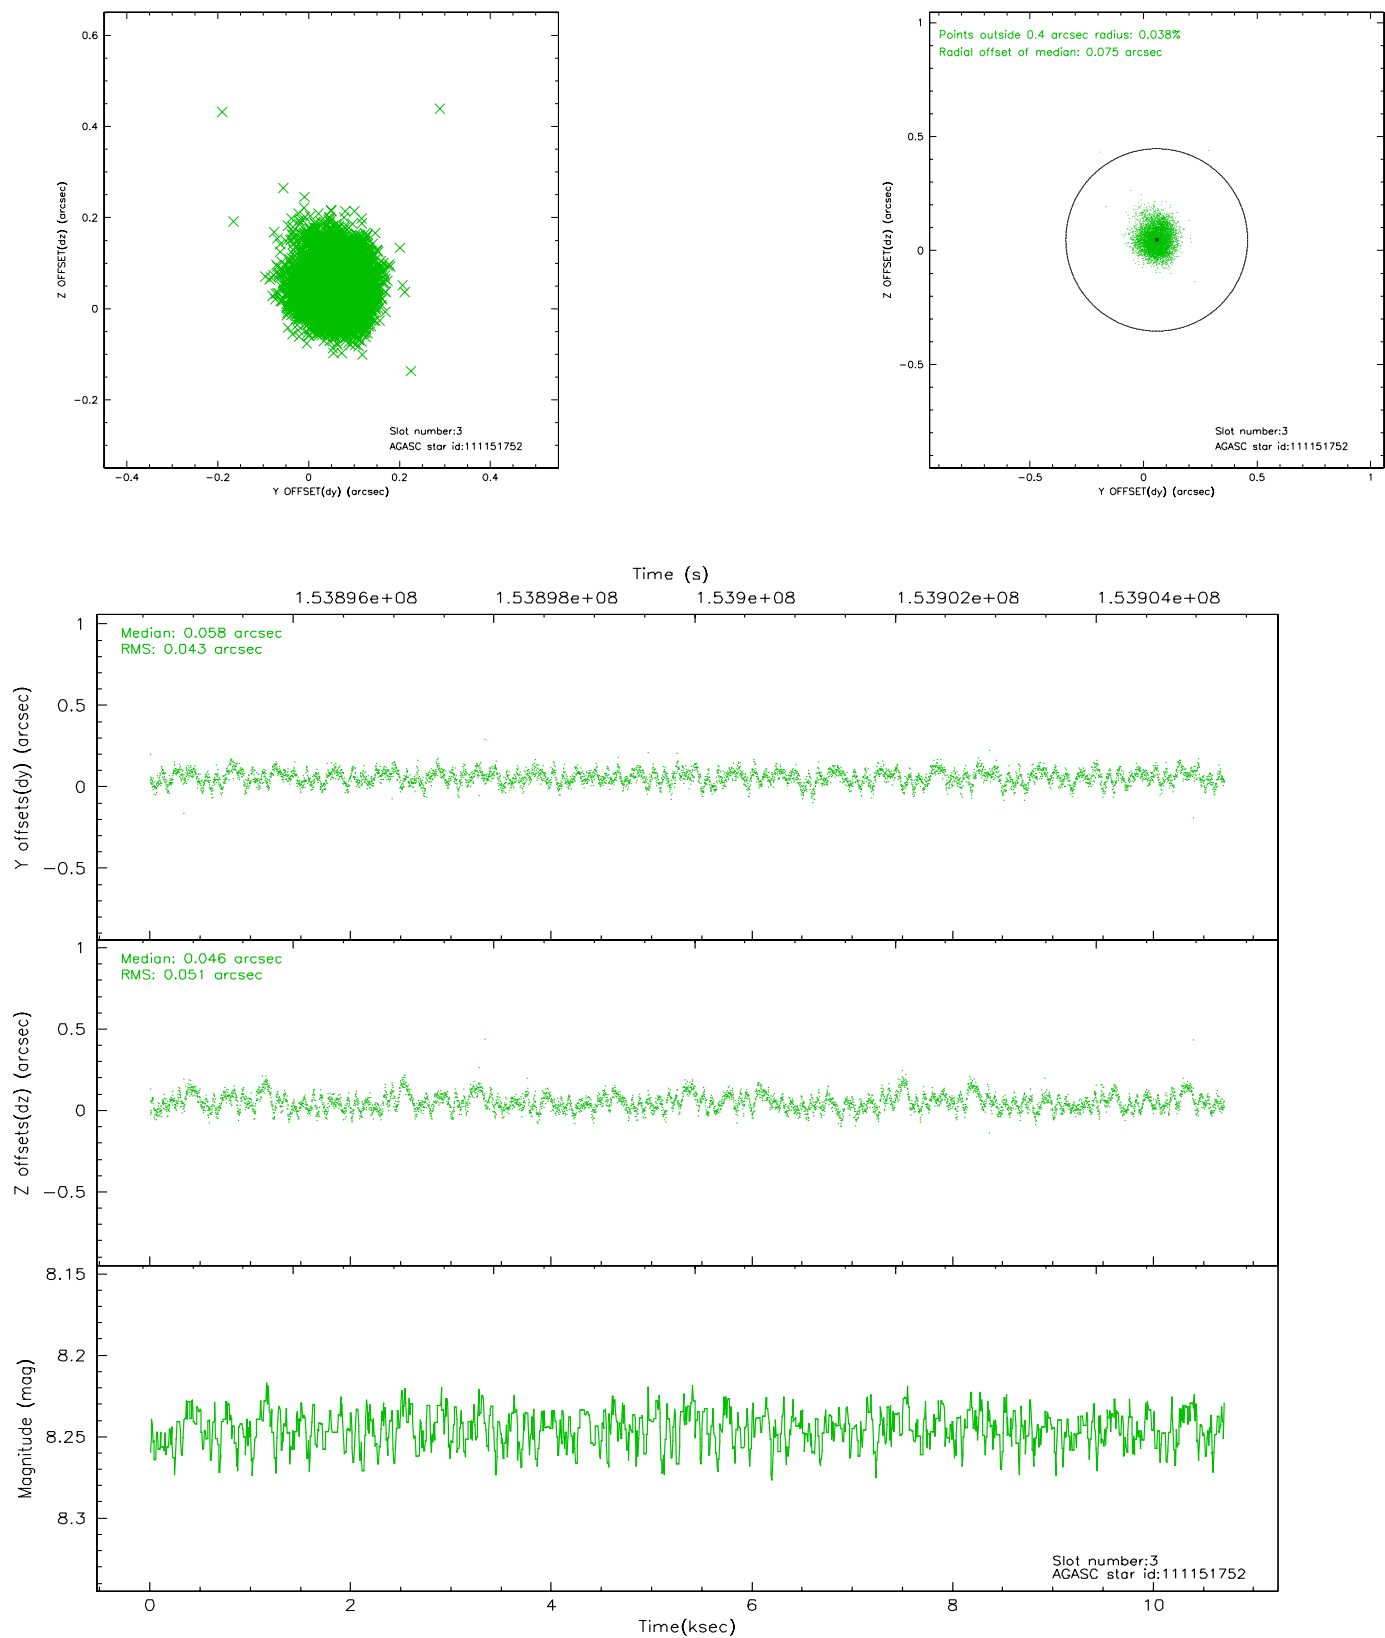 0.6
0.4
0.2
0
−0.2
Z OFFSET(dz) (arcsec)
Slot number:3
AGASC star id:111151752
−0.4 −0.2 0 0.2 0.4
Y OFFSET(dy) (arcsec)
Points outside 0.4 arcsec radius: 0.038%
Radial offset of median: 0.075 arcsec
1
0.5
0
−0.5
Z OFFSET(dz) (arcsec)
Slot number:3
AGASC star id:111151752
−0.5 0 0.5 1
Y OFFSET(dy) (arcsec)
Time (s)
1.53896e+08 1.53898e+08 1.539e+08 1.53902e+08 1.53904e+08
Median: 0.058 arcsec
RMS: 0.043 arcsec
1
0.5
0
−0.5
Y offsets(dy) (arcsec)
Median: 0.046 arcsec
RMS: 0.051 arcsec
1
0.5
0
−0.5
Z offsets(dz) (arcsec)
8.15
8.2
8.25
8.3
Magnitude (mag)
Slot number:3
AGASC star id:111151752
0 2 4 6 8 10
Time(ksec)